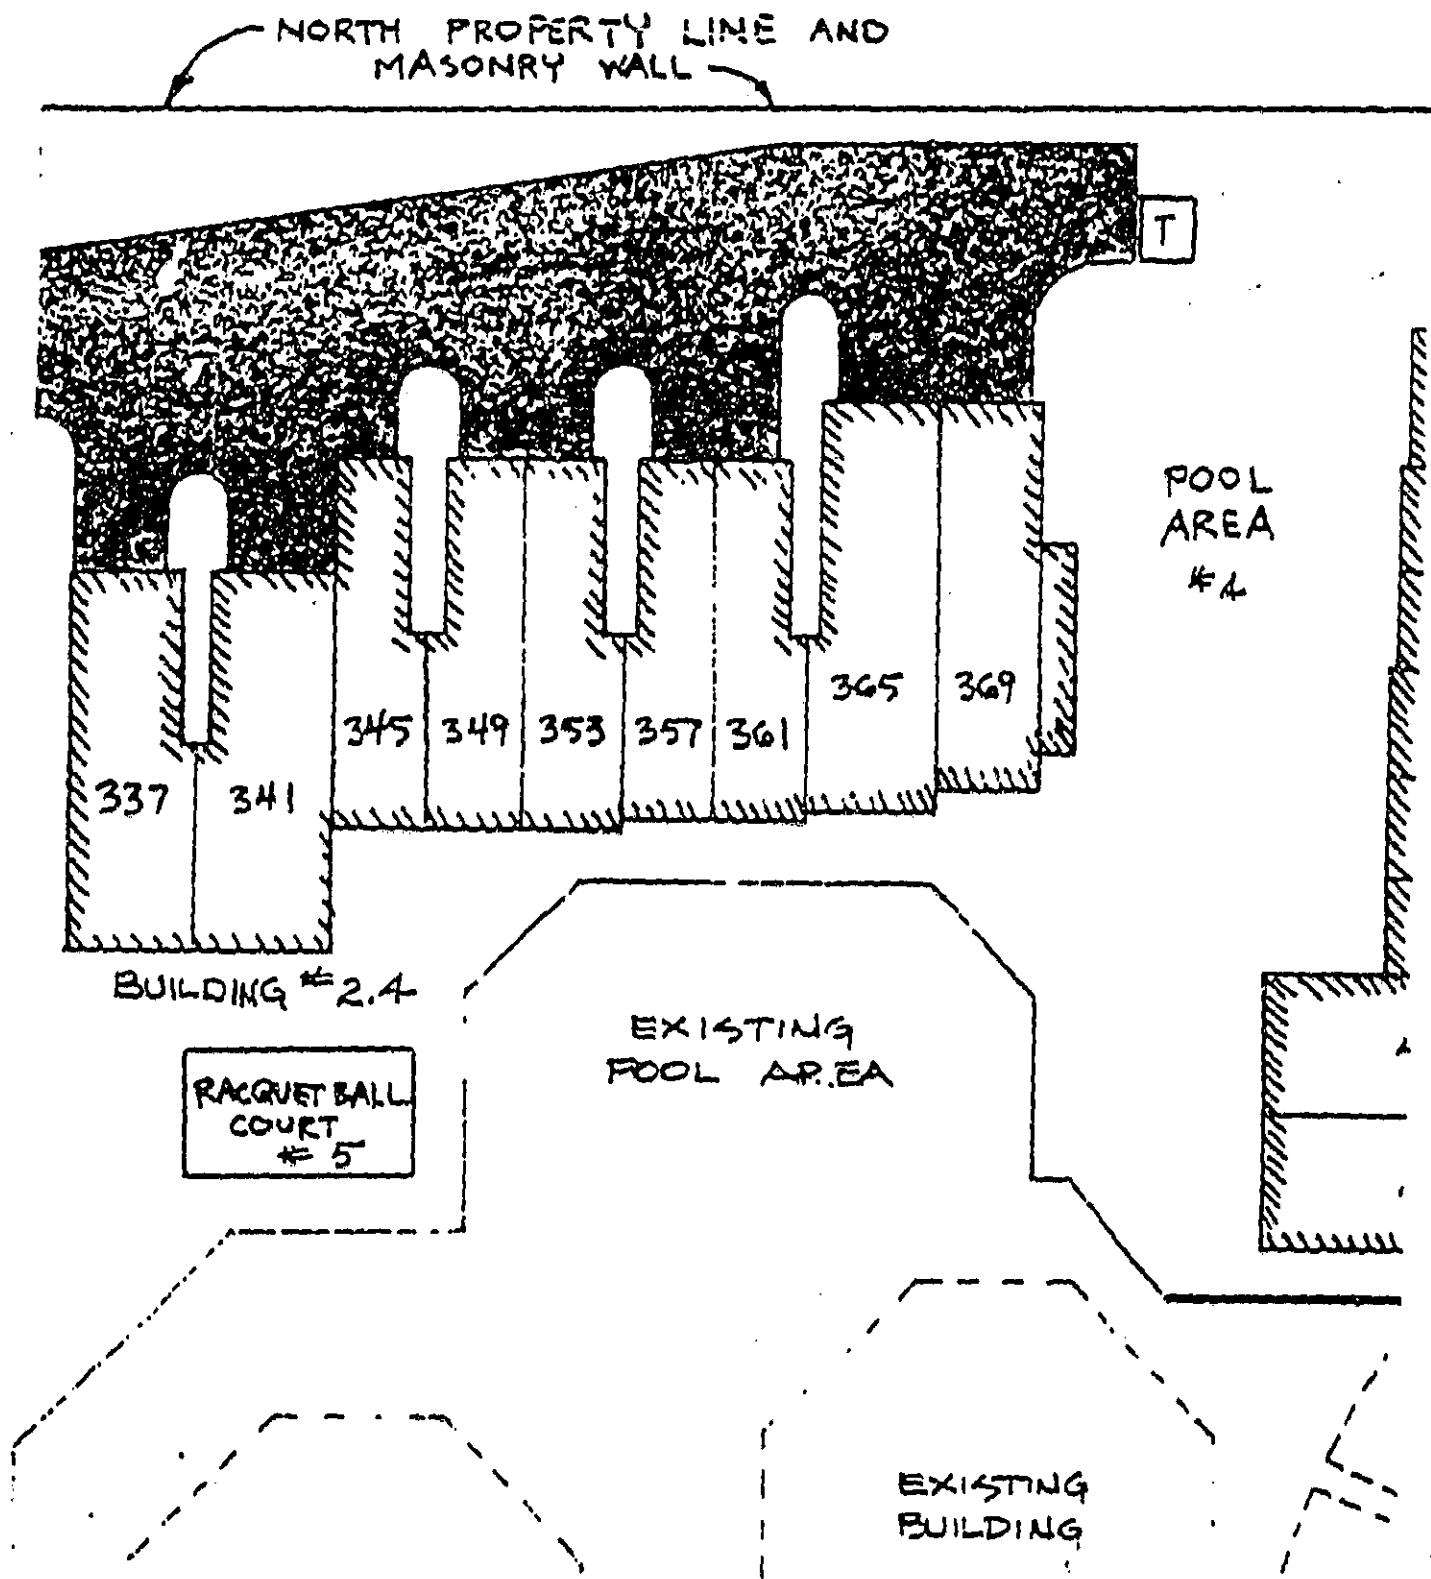 NORTH PROPERTY LINE AND
MASONRY WALL
T
POOL
AREA
#4
345 349 353 357 361 365 369
337 341
BUILDING #2.4
EXISTING
POOL AREA
RACQUET BALL
COURT
# 5
EXISTING
BUILDING